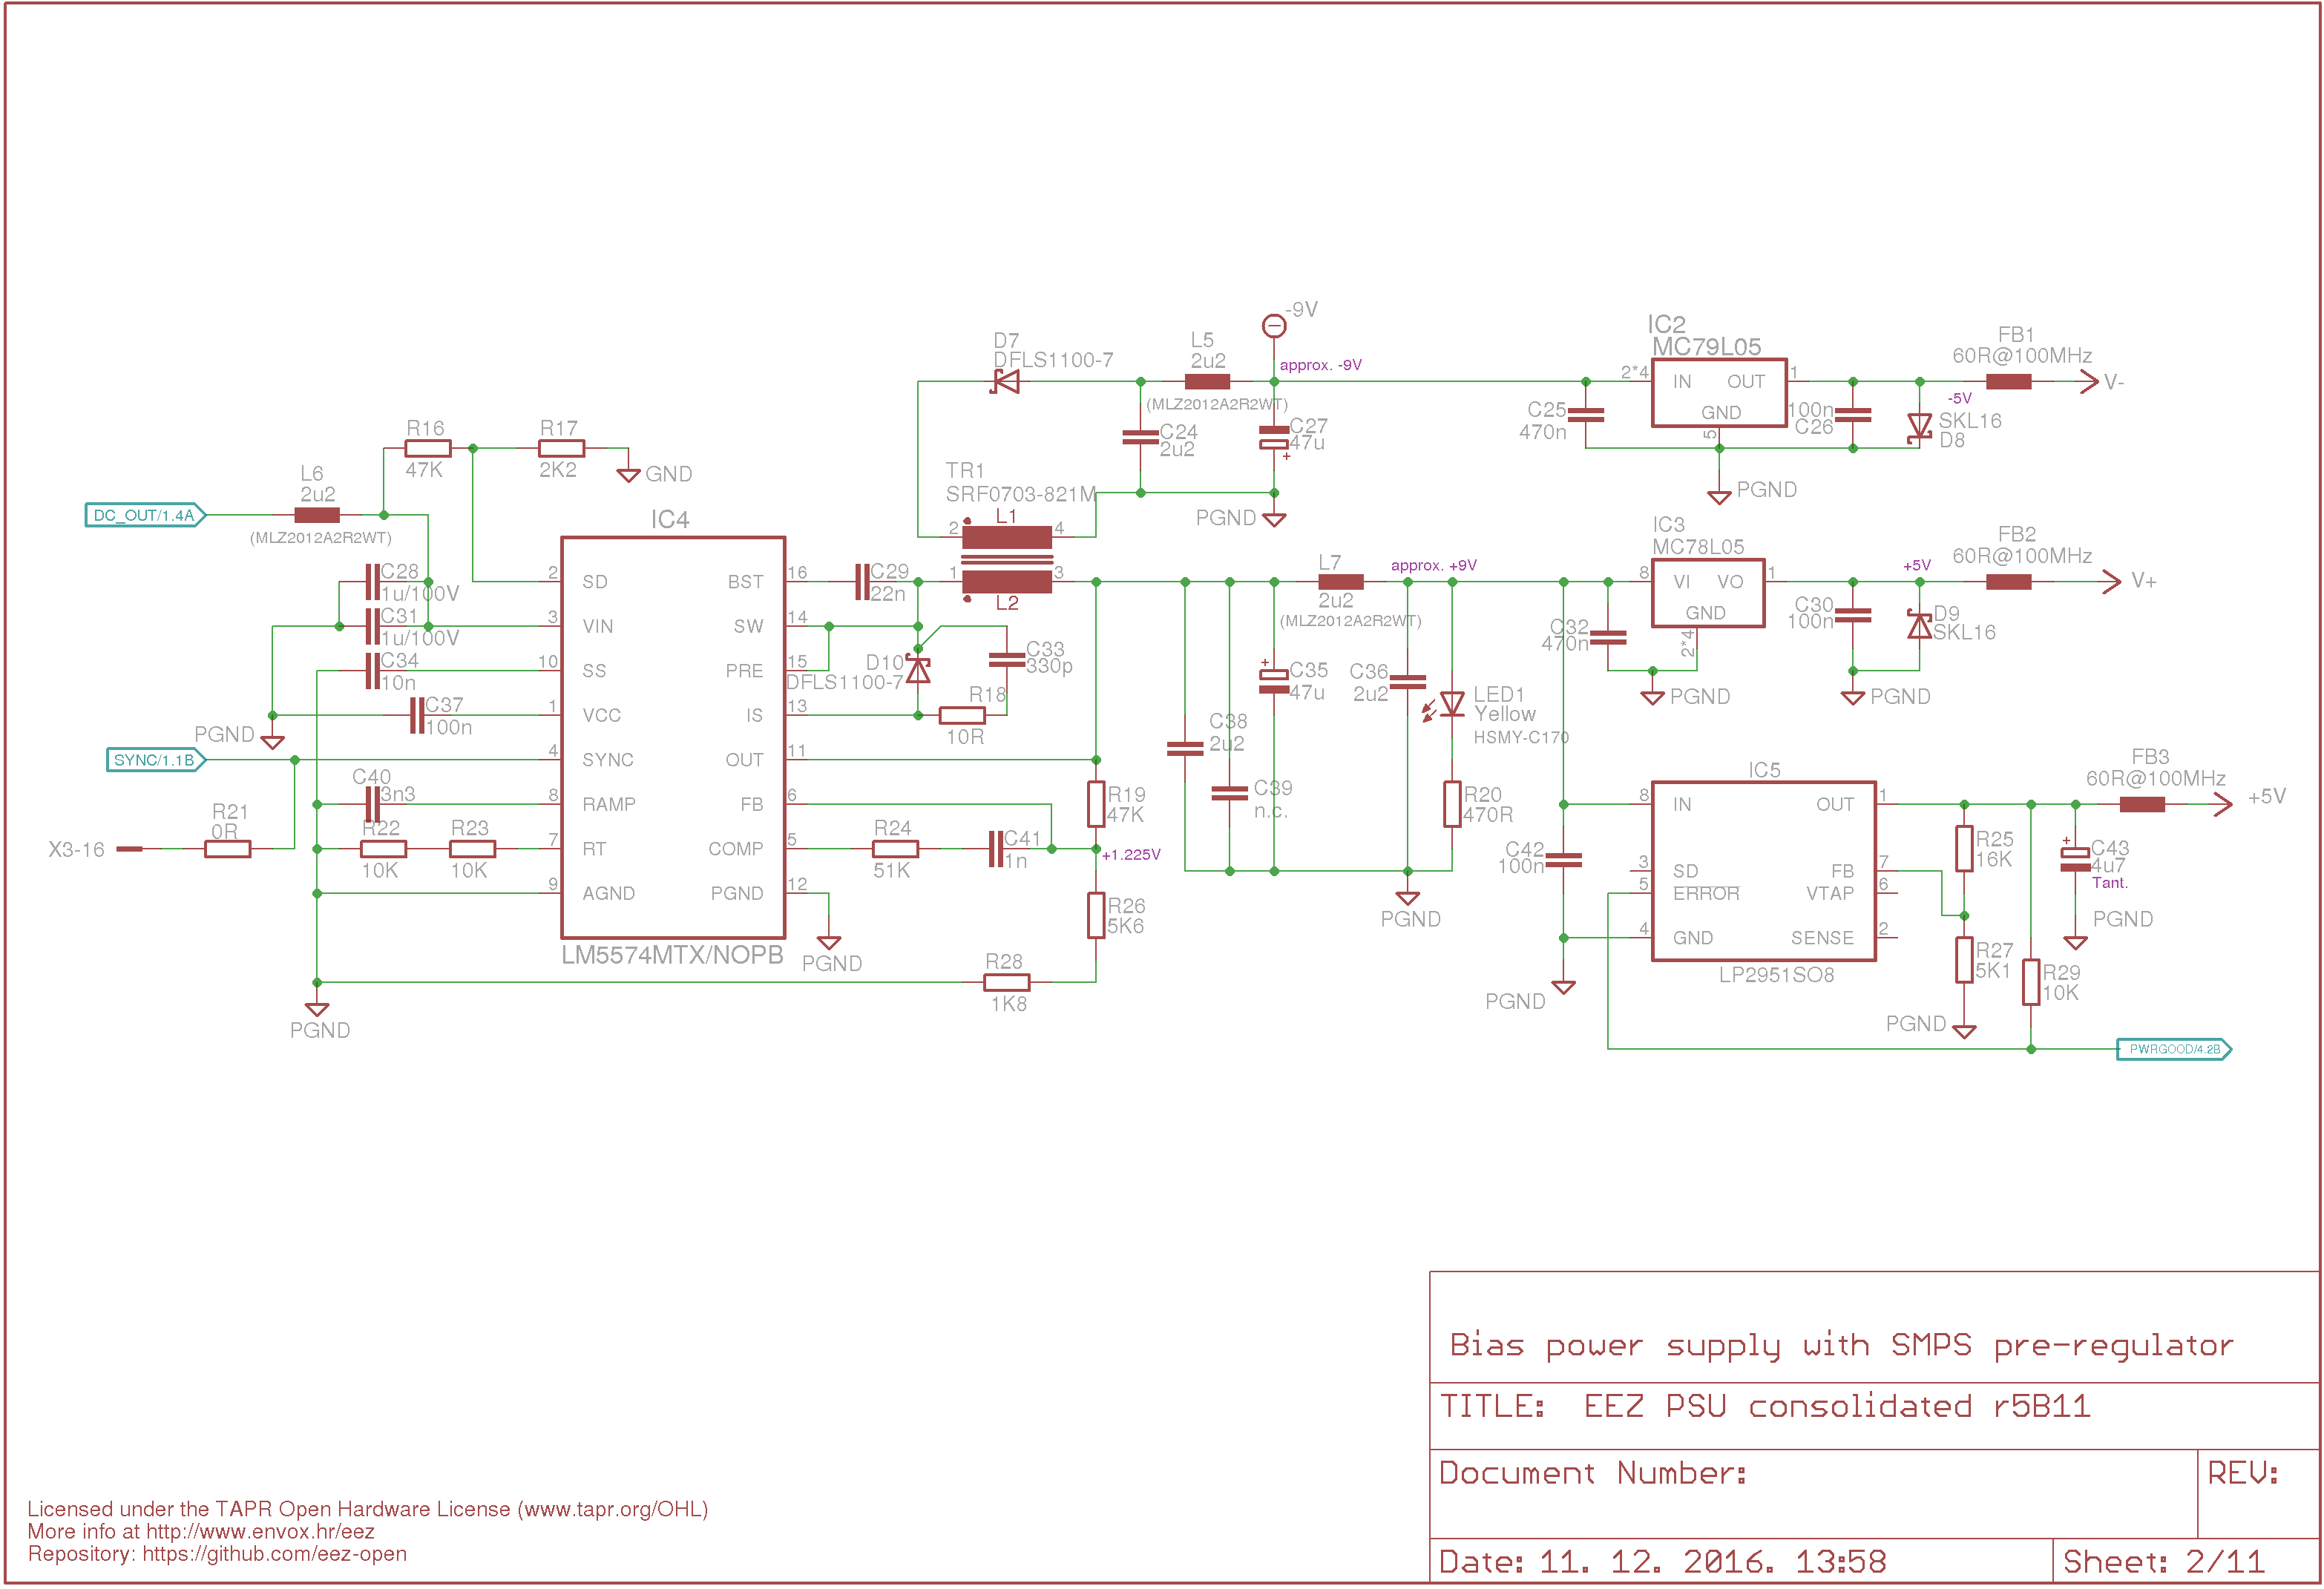 -9V
D7
DFLS1100-7
L5
2u2
(MLZ2012A2R2WT)
approx. -9V
C24
2u2
C27
47u
+
PGND
IC2
MC79L05
2*4
IN
OUT
1
GND
5
C25
470n
100n
C26
-5V
SKL16
D8
FB1
60R@100MHz
V-
PGND
R16
47K
R17
2K2
GND
L6
2u2
DC_OUT/1.4A
(MLZ2012A2R2WT)
TR1
SRF0703-821M
2
L1
4
1
3
L2
IC4
2
SD
3
VIN
10
SS
1
VCC
4
SYNC
8
RAMP
7
RT
9
AGND
BST
16
SW
14
PRE
15
IS
13
OUT
11
FB
6
COMP
5
PGND
12
LM5574MTX/NOPB
C28
1u/100V
C31
1u/100V
C34
10n
C37
100n
PGND
SYNC/1.1B
C40
3n3
R21
0R
X3-16
R22
10K
R23
10K
PGND
C29
22n
D10
DFLS1100-7
C33
330p
R18
10R
R24
51K
C41
1n
+1.225V
R19
47K
R26
5K6
R28
1K8
PGND
C38
2u2
C39
n.c.
+
C35
47u
L7
2u2
(MLZ2012A2R2WT)
approx. +9V
C36
2u2
LED1
Yellow
HSMY-C170
R20
470R
PGND
IC3
MC78L05
8
VI
VO
1
GND
2*4
C32
470n
PGND
+5V
C30
100n
D9
SKL16
PGND
FB2
60R@100MHz
V+
IC5
8
IN
OUT
1
3
SD
FB
7
5
ERROR
VTAP
6
4
GND
SENSE
2
LP2951SO8
C42
100n
PGND
R25
16K
R27
5K1
PGND
R29
10K
+
C43
4u7
Tant.
PGND
FB3
60R@100MHz
+5V
PWRGOOD/4.2B
Bias power supply with SMPS pre-regulator
TITLE: EEZ PSU consolidated r5B11
Document Number:
REV:
Date: 11. 12. 2016. 13:58
Sheet: 2/11
Licensed under the TAPR Open Hardware License (www.tapr.org/OHL)
More info at http://www.envox.hr/eez
Repository: https://github.com/eez-open